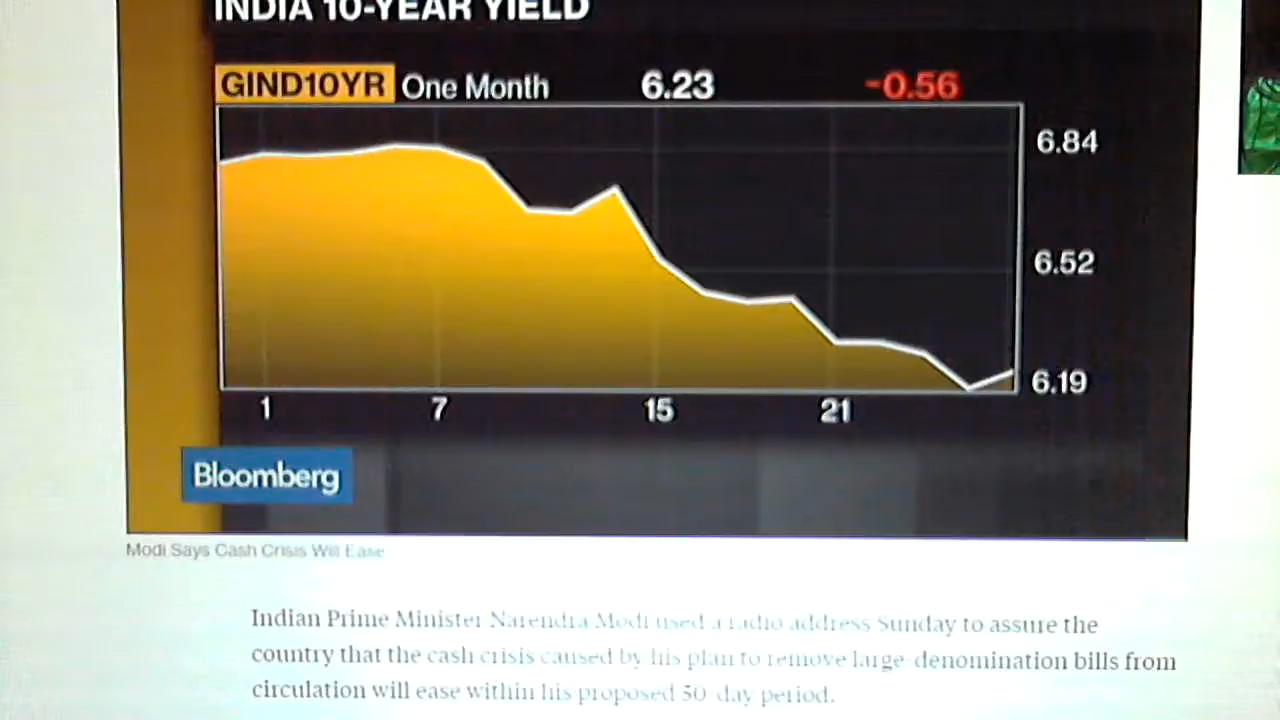 INDIA 10-YEAR YIELD
GIND10YR One Month 6.23 -0.56
6.84
6.52
6.19
1 7 15 21
Bloomberg
Modi Says Cash Crisis Will Ease
Indian Prime Minister Narendra Modi used a radio address Sunday to assure the
country that the cash crisis caused by his plan to remove large-denomination bills from
circulation will ease within his proposed 50-day period.